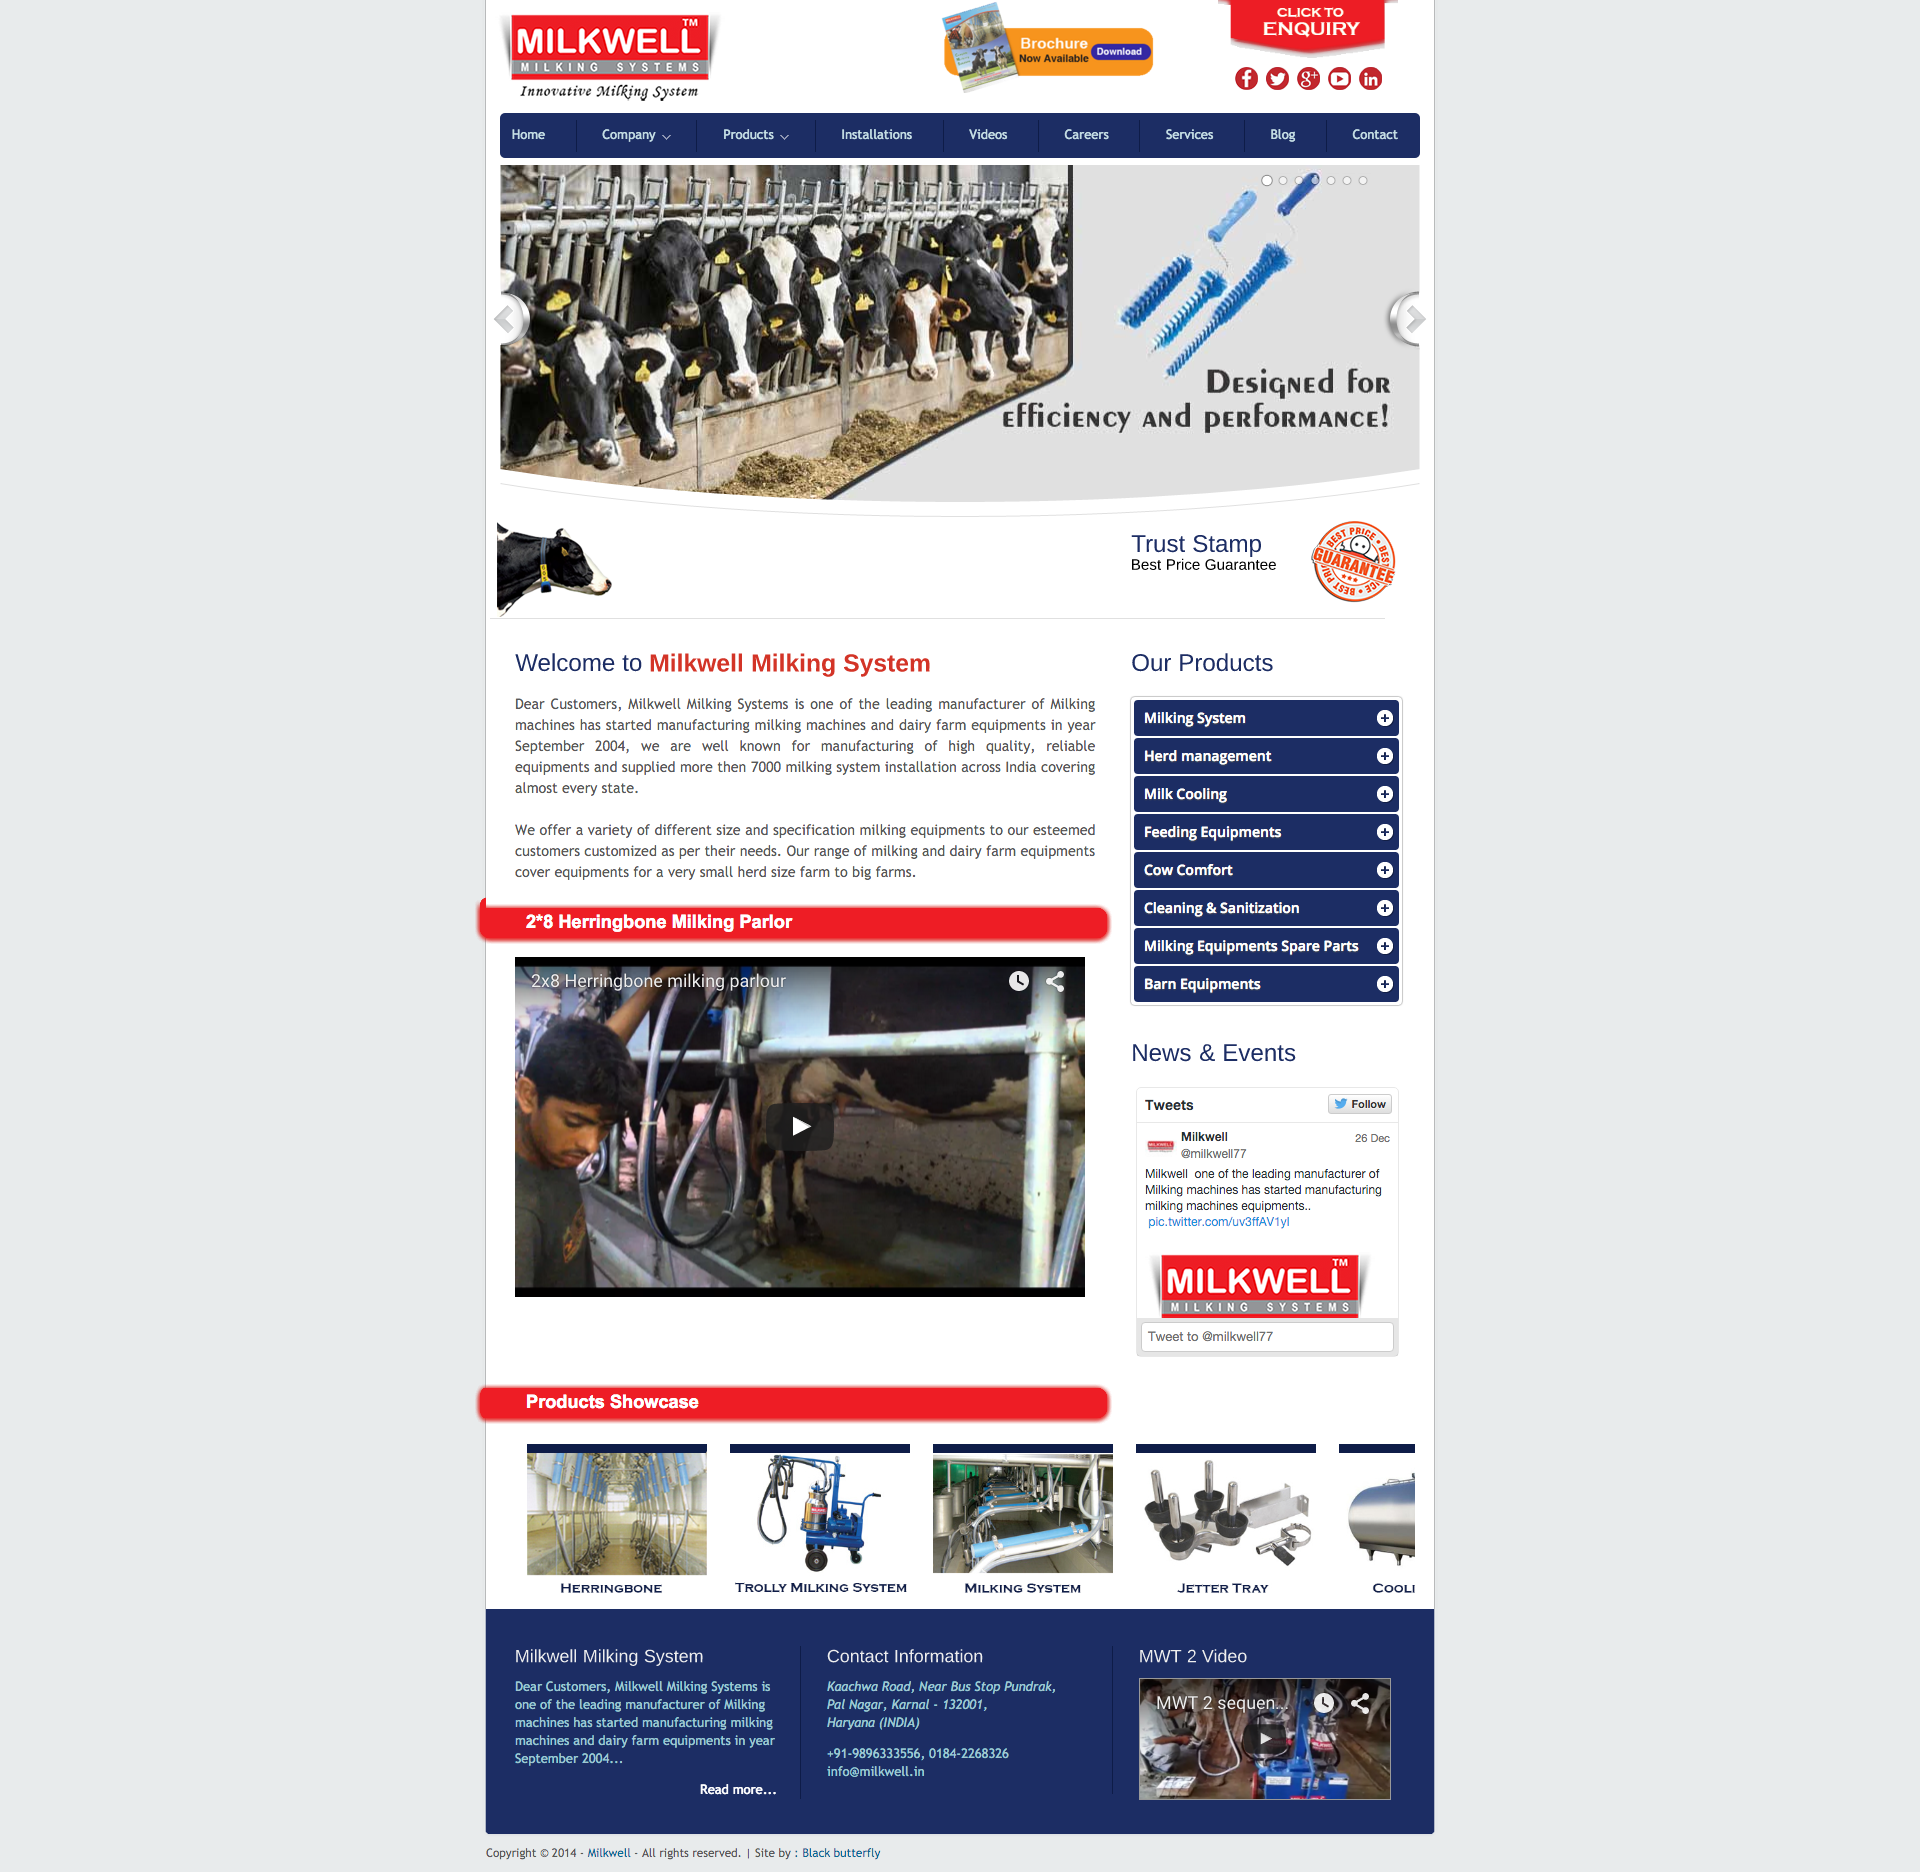 MILKWELL TM
MILKING SYSTEMS
Innovative Milking System
Brochure
Now Available
Download
CLICK TO
ENQUIRY
Home
Company
Products
Installations
Videos
Careers
Services
Blog
Contact
Designed for
efficiency and performance!
Trust Stamp
Best Price Guarantee
BEST PRICE
GUARANTEE
Welcome to Milkwell Milking System
Dear Customers, Milkwell Milking Systems is one of the leading manufacturer of Milking
machines has started manufacturing milking machines and dairy farm equipments in year
September 2004, we are well known for manufacturing of high quality, reliable
equipments and supplied more then 7000 milking system installation across India covering
almost every state.
We offer a variety of different size and specification milking equipments to our esteemed
customers customized as per their needs. Our range of milking and dairy farm equipments
cover equipments for a very small herd size farm to big farms.
2*8 Herringbone Milking Parlor
2x8 Herringbone milking parlour
Our Products
Milking System
Herd management
Milk Cooling
Feeding Equipments
Cow Comfort
Cleaning & Sanitization
Milking Equipments Spare Parts
Barn Equipments
News & Events
Tweets
Follow
Milkwell
26 Dec
@milkwell77
Milkwell one of the leading manufacturer of
Milking machines has started manufacturing
milking machines equipments..
pic.twitter.com/uv3ffAV1yI
MILKWELL TM
MILKING SYSTEMS
Tweet to @milkwell77
Products Showcase
Herringbone
Trolly Milking System
Milking System
Jetter Tray
Cooli
Milkwell Milking System
Dear Customers, Milkwell Milking Systems is
one of the leading manufacturer of Milking
machines has started manufacturing milking
machines and dairy farm equipments in year
September 2004...
Read more...
Contact Information
Kaachwa Road, Near Bus Stop Pundrak,
Pal Nagar, Karnal - 132001,
Haryana (INDIA)
+91-9896333556, 0184-2268326
info@milkwell.in
MWT 2 Video
MWT 2 sequen...
Copyright © 2014 - Milkwell - All rights reserved. | Site by : Black butterfly